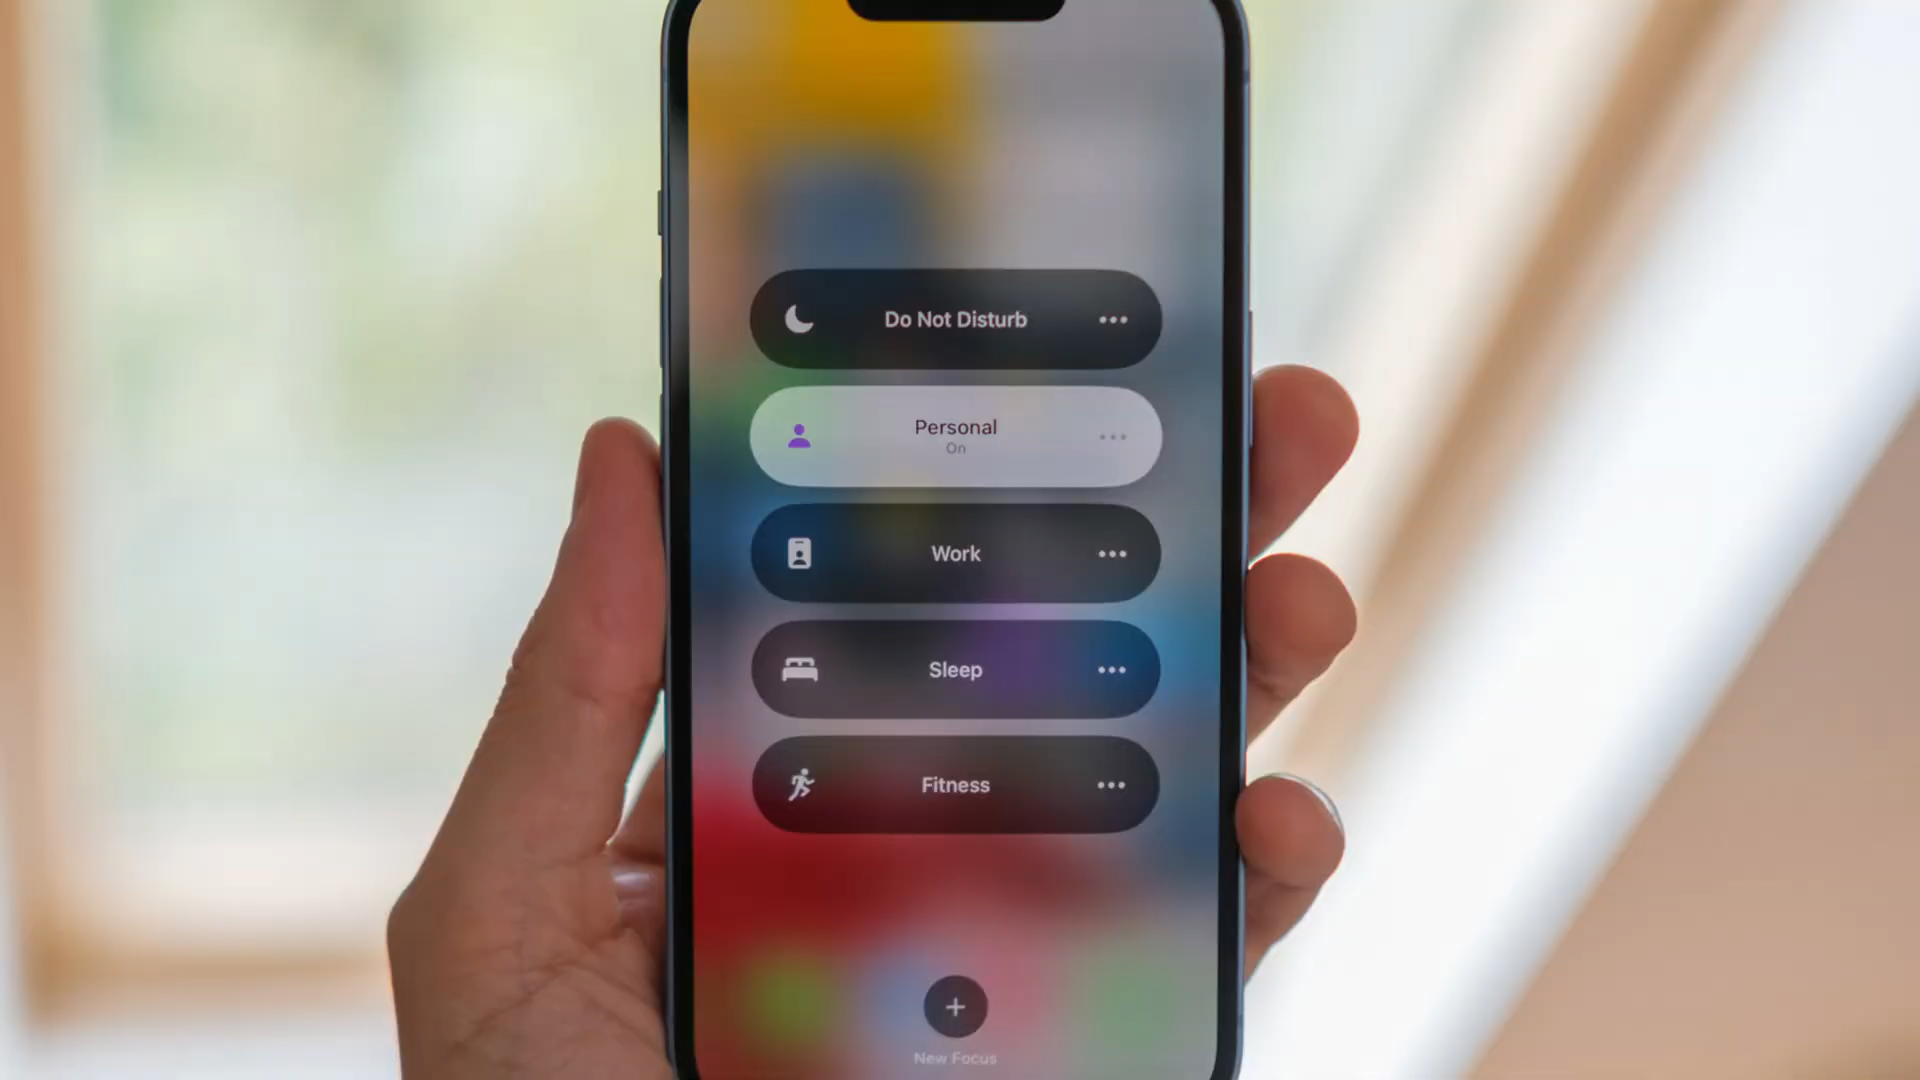 Do Not Disturb
Personal
On
Work
Sleep
Fitness
New Focus